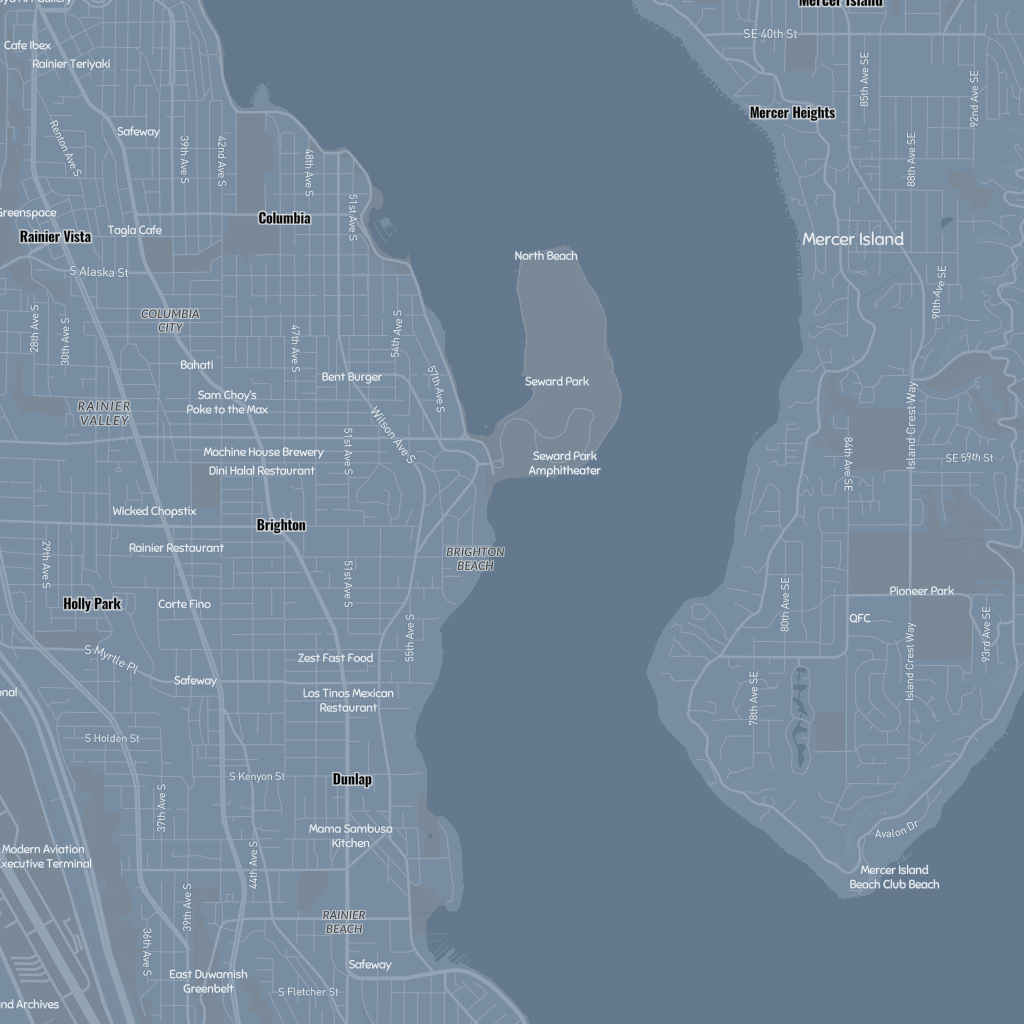 Art Gallery
Mercer Island
SE 40th St
Cafe Ibex
Rainier Teriyaki
85th Ave SE
92nd Ave SE
Mercer Heights
Renton Ave S
Safeway
39th Ave S
42nd Ave S
48th Ave S
88th Ave SE
51st Ave S
Greenspace
Columbia
Rainier Vista
Tagla Cafe
Mercer Island
North Beach
S Alaska St
90th Ave SE
COLUMBIA
CITY
28th Ave S
30th Ave S
47th Ave S
54th Ave S
Bahati
Bent Burger
57th Ave S
Seward Park
Sam Choy's
Poke to the Max
RAINIER
VALLEY
Wilson Ave S
Island Crest Way
Machine House Brewery
51st Ave S
Seward Park
Amphitheater
84th Ave SE
SE 59th St
Dini Halal Restaurant
Wicked Chopstix
Brighton
Rainier Restaurant
BRIGHTON
BEACH
29th Ave S
51st Ave S
Pioneer Park
Holly Park
Corte Fino
80th Ave SE
QFC
93rd Ave SE
55th Ave S
S Myrtle Pl
Zest Fast Food
Island Crest Way
Safeway
Los Tinos Mexican
Restaurant
78th Ave SE
S Holden St
S Kenyon St
Dunlap
37th Ave S
Mama Sambusa
Kitchen
Avalon Dr
Modern Aviation
Executive Terminal
44th Ave S
Mercer Island
Beach Club Beach
39th Ave S
RAINIER
BEACH
36th Ave S
Safeway
East Duwamish
Greenbelt
S Fletcher St
Archives